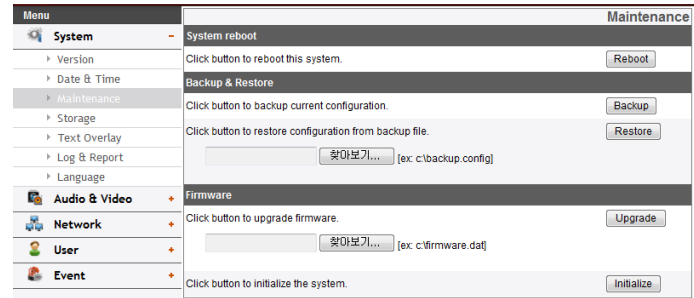 Menu
Maintenance
System -
Version
Date & Time
Maintenance
Storage
Text Overlay
Log & Report
Language
Audio & Video +
Network +
User +
Event +
System reboot
Click button to reboot this system. Reboot
Backup & Restore
Click button to backup current configuration. Backup
Click button to restore configuration from backup file. Restore
찾아보기... [ex: c:\backup.config]
Firmware
Click button to upgrade firmware. Upgrade
찾아보기... [ex: c:\firmware.dat]
Click button to initialize the system. Initialize